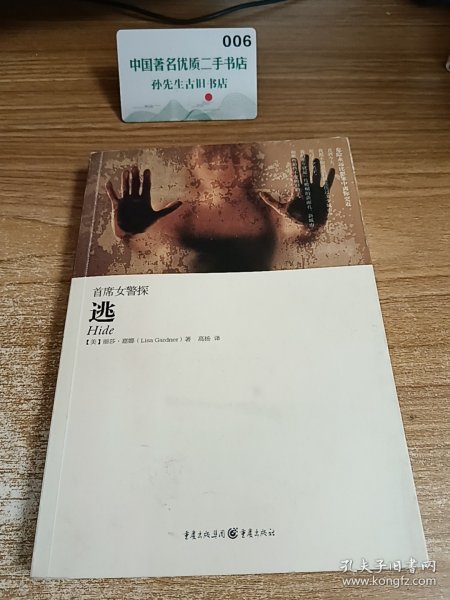 006
中国著名优质二手书店
孙先生古旧书店
首席女警探
逃
Hide
【美】丽莎·嘉娜（Lisa Gardner）著 高杨 译
重庆出版集团 重庆出版社
孔夫子旧书网
www.kongfz.com